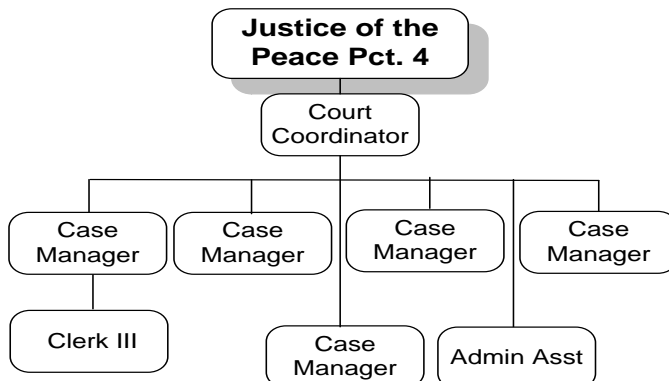 Justice of the
Peace Pct. 4
Court
Coordinator
Case
Manager
Case
Manager
Case
Manager
Case
Manager
Clerk III
Case
Manager
Admin Asst